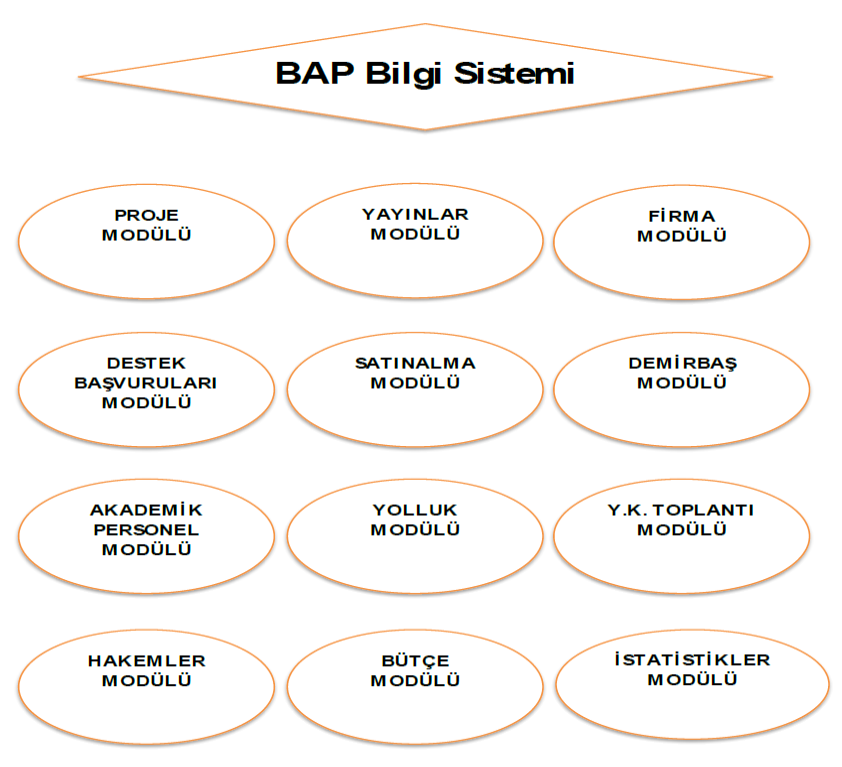 BAP Bilgi Sistemi
PROJE
MODÜLÜ
YAYINLAR
MODÜLÜ
FİRMA
MODÜLÜ
DESTEK
BAŞVURULARI
MODÜLÜ
SATINALMA
MODÜLÜ
DEMİRBAŞ
MODÜLÜ
AKADEMİK
PERSONEL
MODÜLÜ
YOLLUK
MODÜLÜ
Y.K. TOPLANTI
MODÜLÜ
HAKEMLER
MODÜLÜ
BÜTÇE
MODÜLÜ
İSTATİSTİKLER
MODÜLÜ